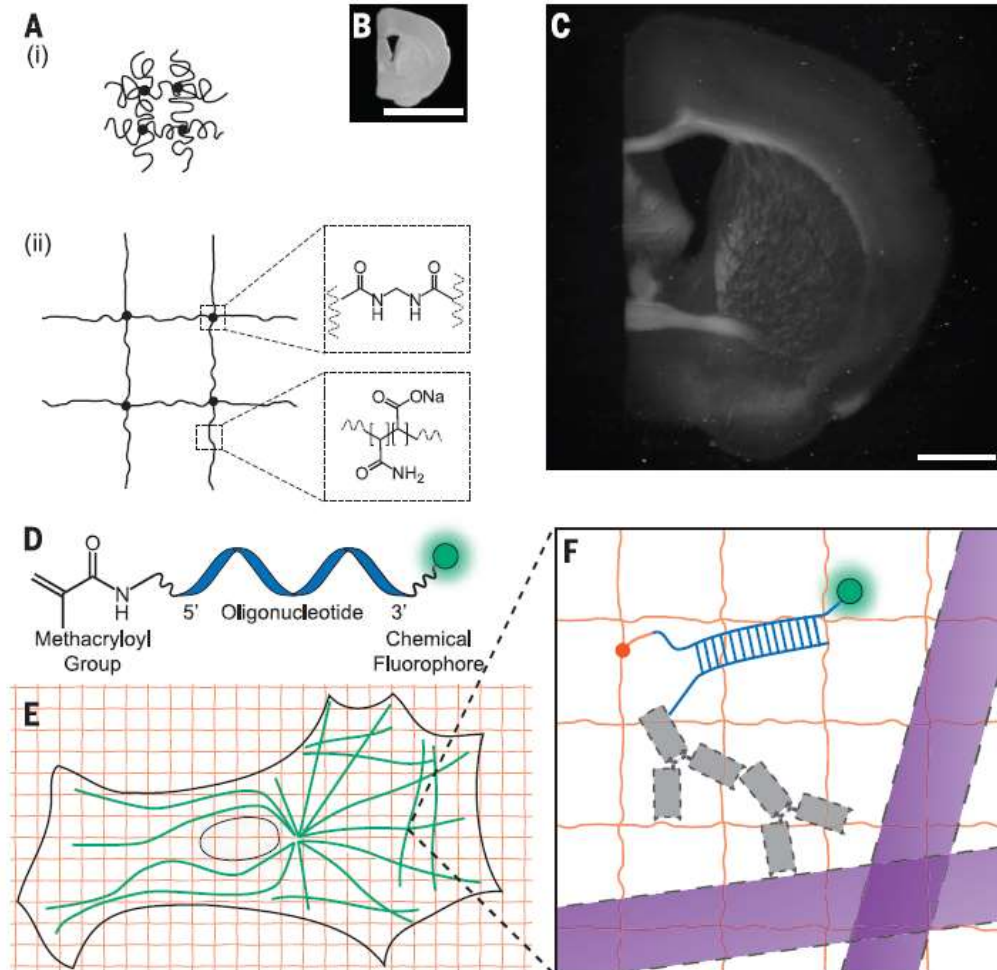 A
(i)
B
C
(ii)
O
O
N
H
N
H
O
ONa
O
NH2
D
O
N
H
5’
Oligonucleotide
3’
Methacryloyl
Group
Chemical
Fluorophore
E
F